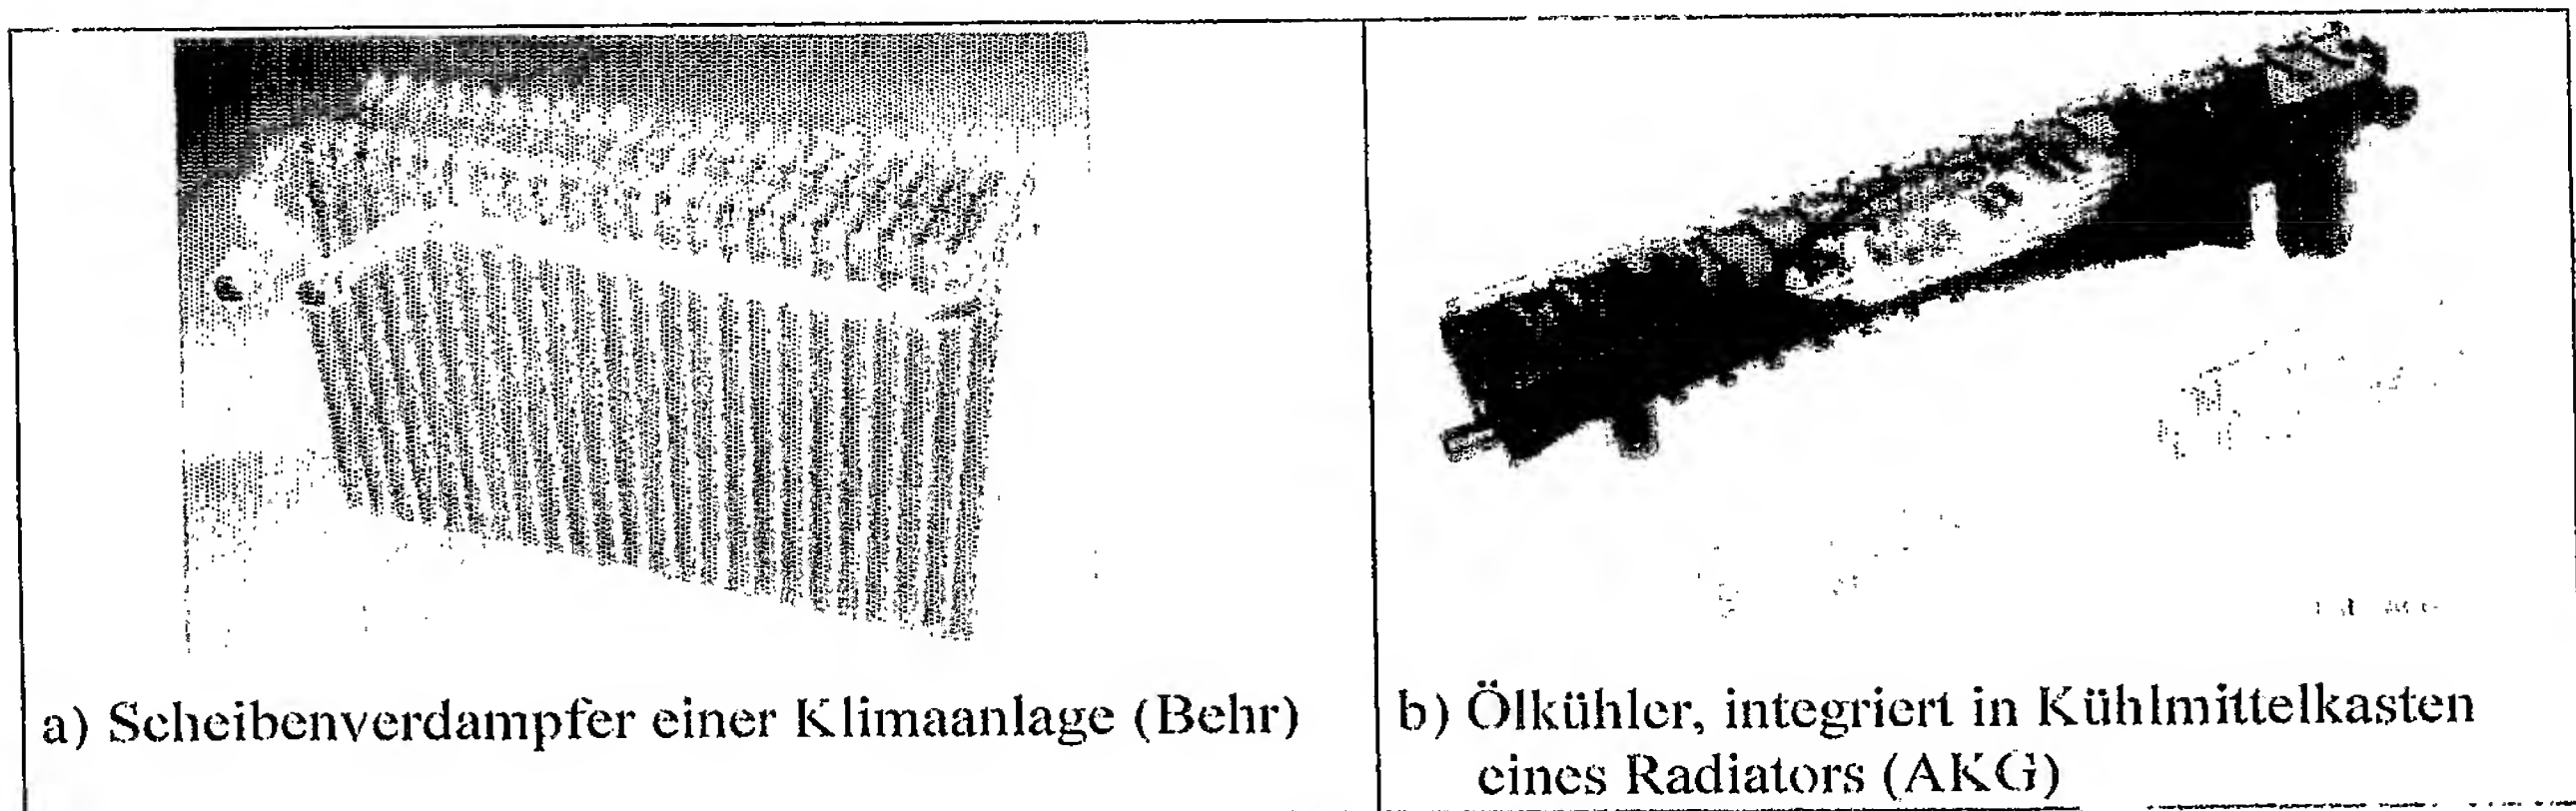 a) Scheibenverdampfer einer Klimaanlage (Behr)
b) Ölkühler, integriert in Kühlmittelkasten
eines Radiators (AKG)